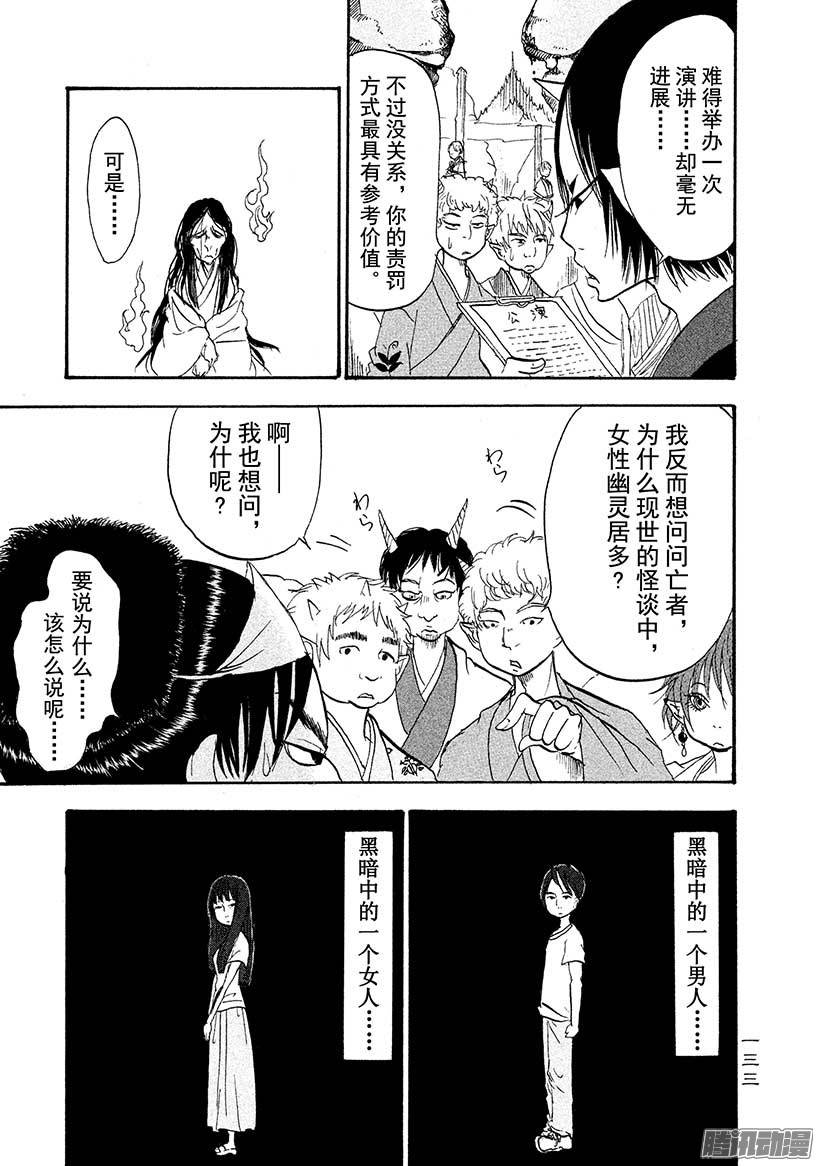 难得举办一次
演讲……却毫无
进展……
不过没关系，你的责罚
方式最具有参考价值。
公演
可是……
我反而想问问亡者，
为什么现世的怪谈中，
女性幽灵居多？
わら
わら
啊——
我也想问，
为什呢？
要说为什么……
该怎么说呢……
黑暗中的一个男人……
黑暗中的一个女人……
一三三
腾讯动漫